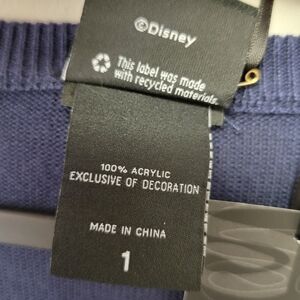 ©Disney
This label was made
with recycled materials.
100% ACRYLIC
EXCLUSIVE OF DECORATION
MADE IN CHINA
1